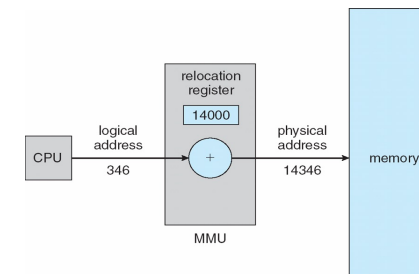 relocation
register
14000
logical
address
346
CPU
+
physical
address
14346
memory
MMU